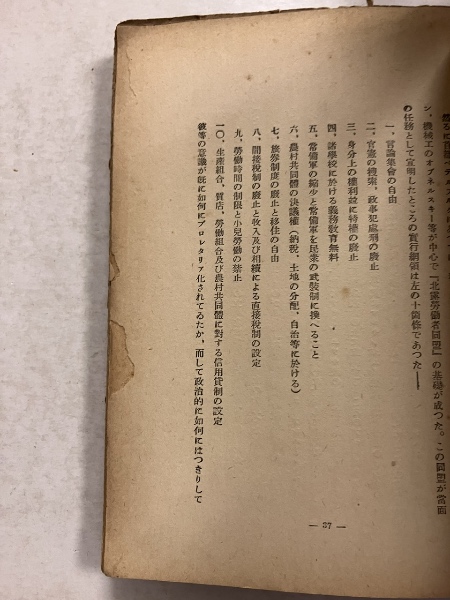 ン、機械工のオブネルスキー等が中心で『北露勞働者同盟』の基礎が成つた。この同盟が當面
の任務として宣明したところの實行綱領は左の十箇條であつた――
一、言論集會の自由
二、官憲の搜索、政事犯處刑の廢止
三、身分上の權利並に特權の廢止
四、諸學校に於ける義務敎育無料
五、常備軍の縮少と常備軍を民衆の武裝制に換へること
六、農村共同體の決議權(納稅、土地の分配、自治等に於ける)
七、旅券制度の廢止と移住の自由
八、間接稅制の廢止と收入及び相續による直接稅制の設定
九、勞働時間の制限と小兒勞働の禁止
一〇、生產組合、質店、勞働組合及び農村共同體に對する信用貸制の設定
彼等の意識が旣に如何にプロレタリア化されてゐたか、而して政治的に如何にはつきりして
― 37 ―